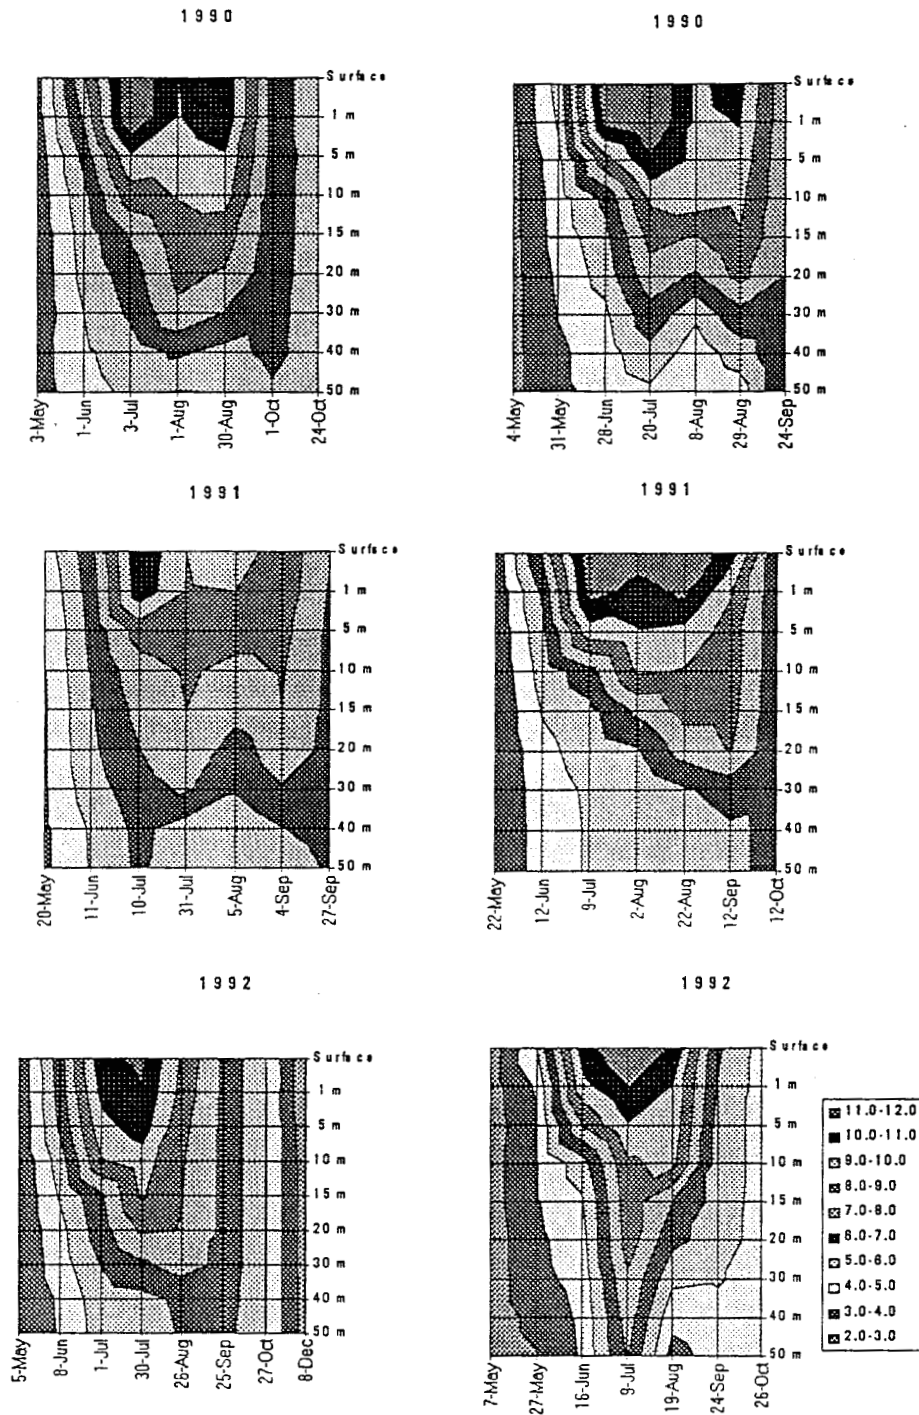 1990
Surface
1 m
5 m
10 m
15 m
20 m
30 m
40 m
50 m
3-May
1-Jun
3-Jul
1-Aug
30-Aug
1-Oct
24-Oct
1990
Surface
1 m
5 m
10 m
15 m
20 m
30 m
40 m
50 m
4-May
31-May
28-Jun
20-Jul
8-Aug
29-Aug
24-Sep
1991
Surface
1 m
5 m
10 m
15 m
20 m
30 m
40 m
50 m
20-May
11-Jun
10-Jul
31-Jul
5-Aug
4-Sep
27-Sep
1991
Surface
1 m
5 m
10 m
15 m
20 m
30 m
40 m
50 m
22-May
12-Jun
9-Jul
2-Aug
22-Aug
12-Sep
12-Oct
1992
Surface
1 m
5 m
10 m
15 m
20 m
30 m
40 m
50 m
5-May
8-Jun
1-Jul
30-Jul
26-Aug
25-Sep
27-Oct
8-Dec
1992
Surface
1 m
5 m
10 m
15 m
20 m
30 m
40 m
50 m
7-May
27-May
16-Jun
9-Jul
19-Aug
24-Sep
26-Oct
11.0-12.0
10.0-11.0
9.0-10.0
8.0-9.0
7.0-8.0
6.0-7.0
5.0-6.0
4.0-5.0
3.0-4.0
2.0-3.0